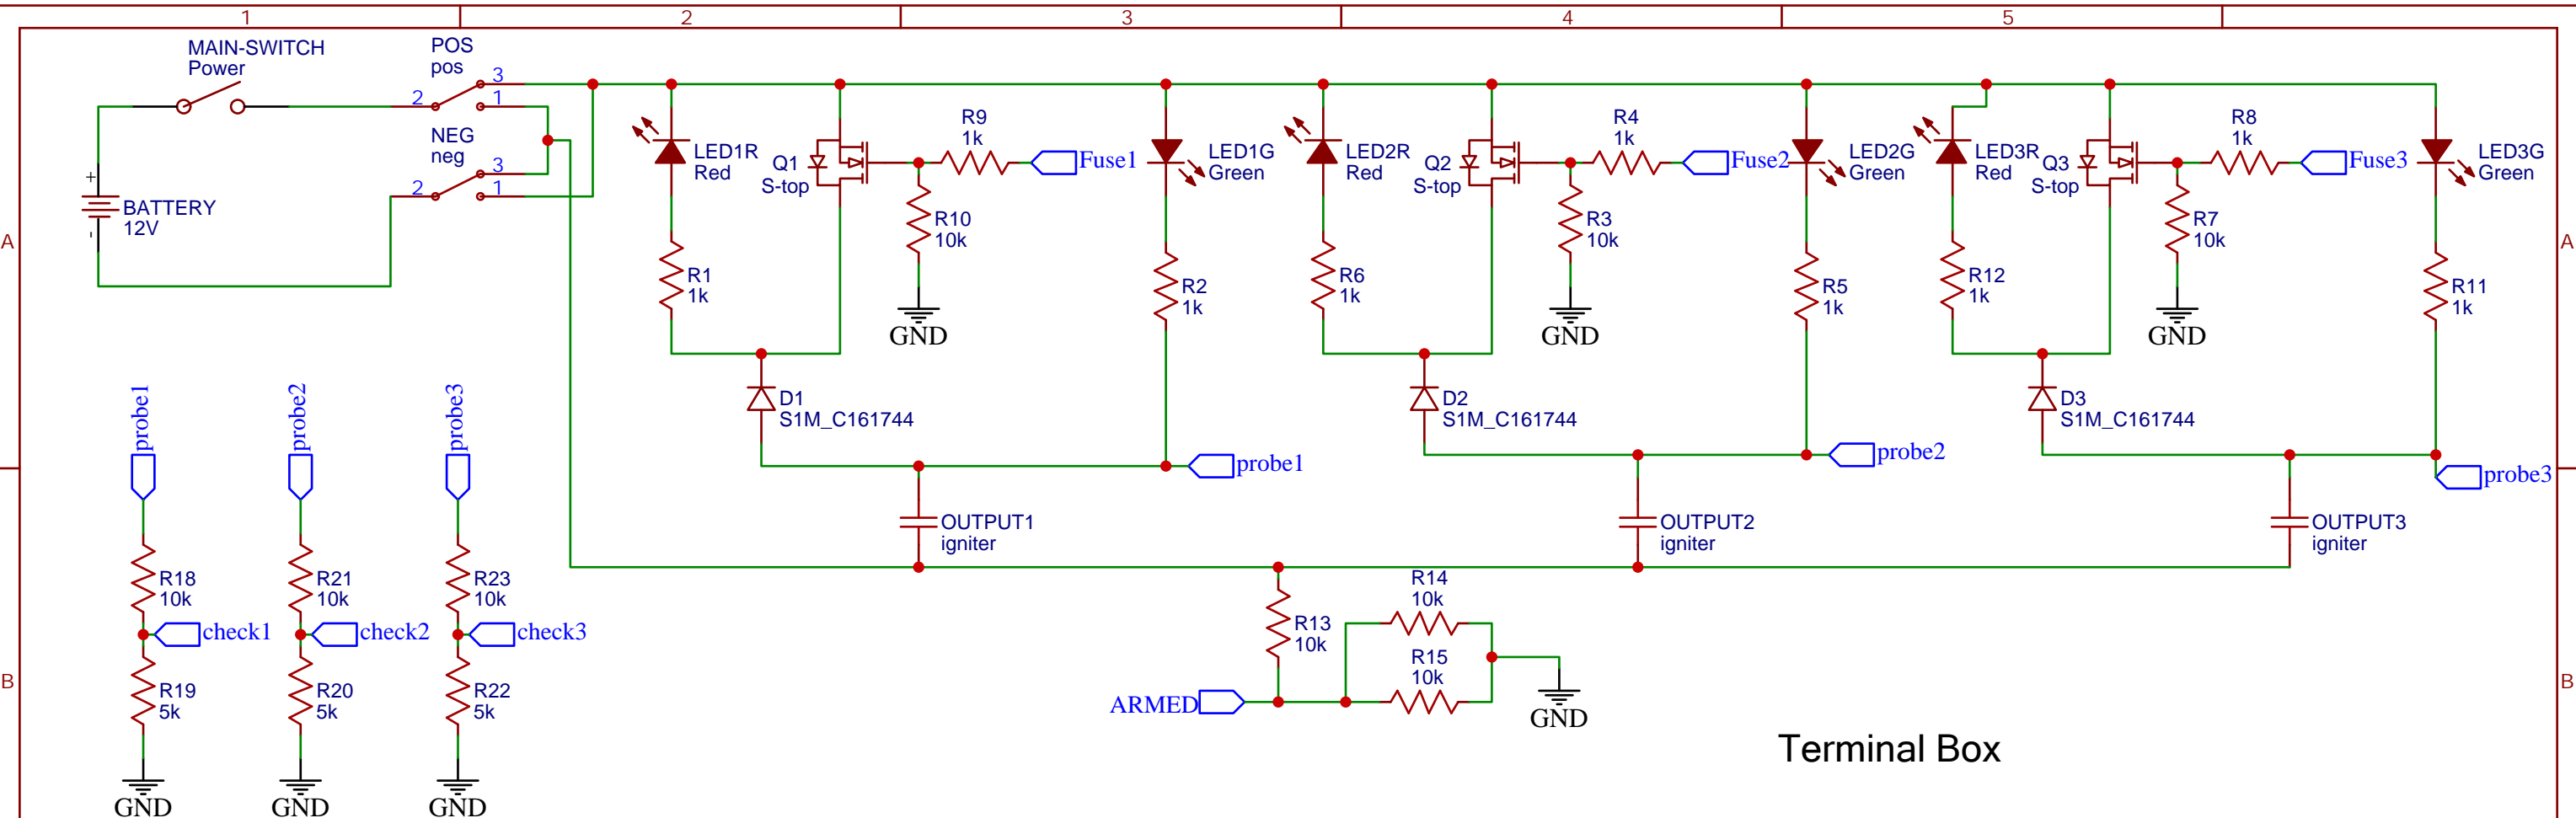 1
2
3
4
5
MAIN-SWITCH
Power
POS
pos
3
2
1
NEG
neg
3
2
1
+
BATTERY
12V
-
LED1R
Red
Q1
S-top
R9
1k
Fuse1
R10
10k
GND
LED1G
Green
R1
1k
R2
1k
D1
S1M_C161744
probe1
OUTPUT1
igniter
LED2R
Red
Q2
S-top
R4
1k
Fuse2
R3
10k
GND
LED2G
Green
R6
1k
R5
1k
D2
S1M_C161744
probe2
OUTPUT2
igniter
LED3R
Red
Q3
S-top
R8
1k
Fuse3
R7
10k
GND
LED3G
Green
R12
1k
R11
1k
D3
S1M_C161744
probe3
OUTPUT3
igniter
A
A
probe1
probe2
probe3
R18
10k
check1
R19
5k
GND
R21
10k
check2
R20
5k
GND
R23
10k
check3
R22
5k
GND
R13
10k
R14
10k
R15
10k
ARMED
GND
B
B
Terminal Box